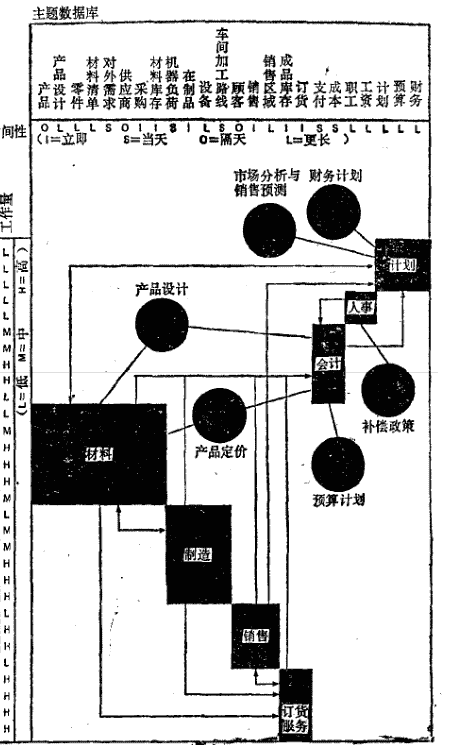 主题数据库
产品
产品设计
零件
材料清单
对外需求
供应商
采购
材料库存
机器负荷
在制品
设备
车间加工路线
顾客
销售
销售区域
成品库存
订货
支付
成本
职工
工资
计划
预算
财务
间性 O L L L S O I I S I L S O I L I I S S L L L L L
(I=立即 S=当天 O=隔天 L=更长)
工作量
(L=低 M=中 H=高)
L
L
L
L
L
M
M
H
H
L
L
M
H
H
H
M
L
M
M
H
H
H
L
H
H
L
H
H
H
H
市场分析与
销售预测
财务计划
计划
产品设计
人事
会计
补偿政策
产品定价
材料
预算计划
制造
销售
订货
服务